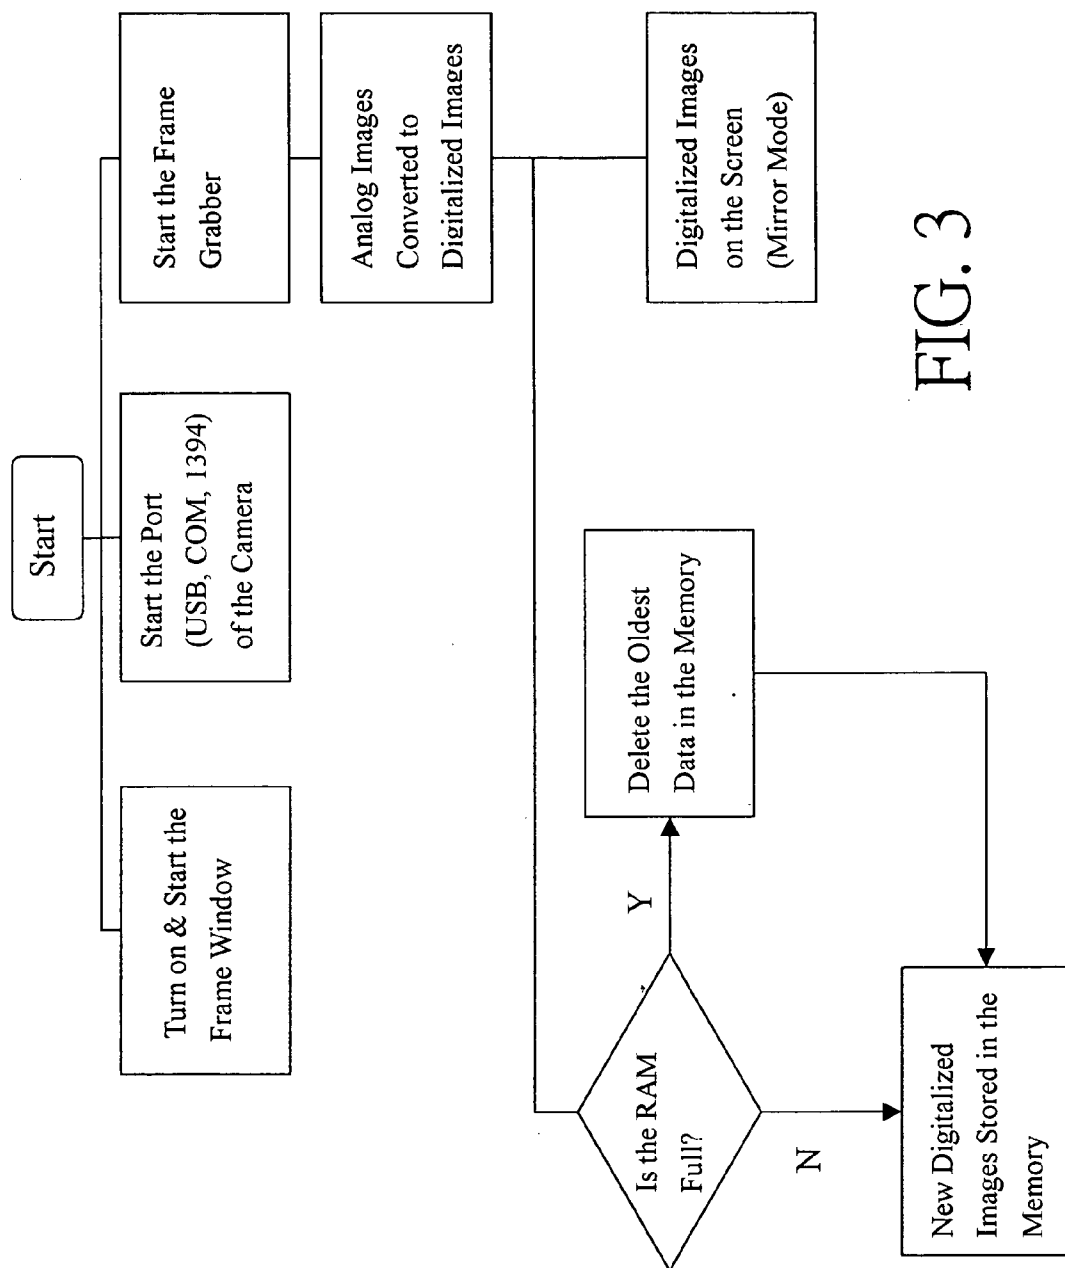 Start
Turn on & Start the
Frame Window
Start the Port
(USB, COM, 1394)
of the Camera
Start the Frame
Grabber
Analog Images
Converted to
Digitalized Images
Is the RAM
Full?
Y
N
Delete the Oldest
Data in the Memory
Digitalized Images
on the Screen
(Mirror Mode)
New Digitalized
Images Stored in the
Memory
FIG. 3